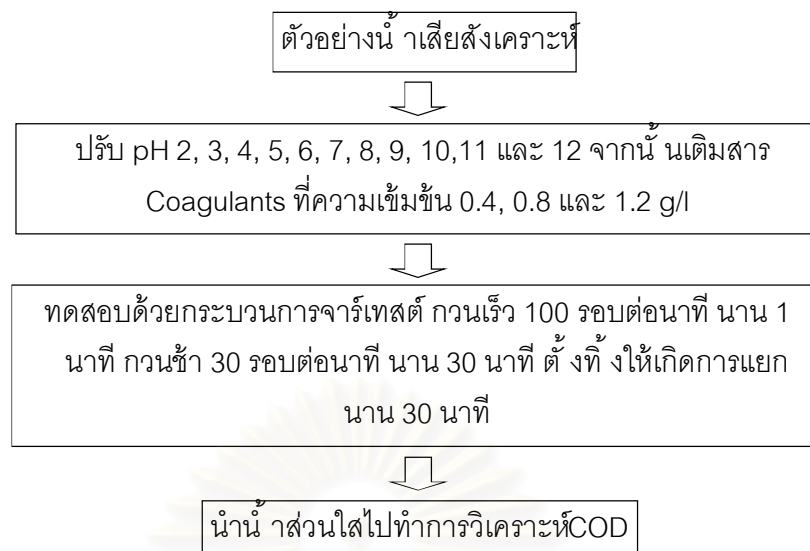 ตัวอย่างน้ำเสียสังเคราะห์
ปรับ pH 2, 3, 4, 5, 6, 7, 8, 9, 10,11 และ 12 จากนั้นเติมสาร
Coagulants ที่ความเข้มข้น 0.4, 0.8 และ 1.2 g/l
ทดสอบด้วยกระบวนการจาร์เทสต์ กวนเร็ว 100 รอบต่อนาที นาน 1
นาที กวนช้า 30 รอบต่อนาที นาน 30 นาที ตั้งทิ้งให้เกิดการแยก
นาน 30 นาที
นำน้ำส่วนใสไปทำการวิเคราะห์COD